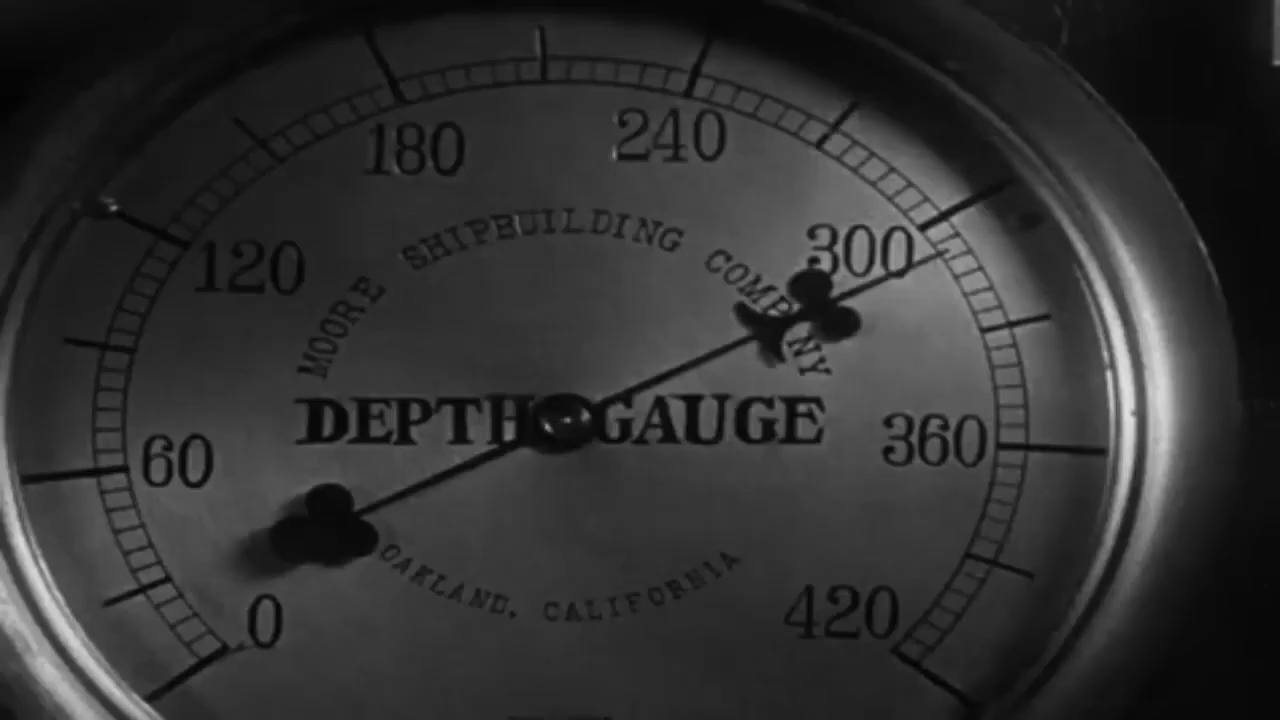 180
240
120
300
MOORE SHIPBUILDING COMPANY
DEPTH GAUGE
60
360
0
420
OAKLAND, CALIFORNIA